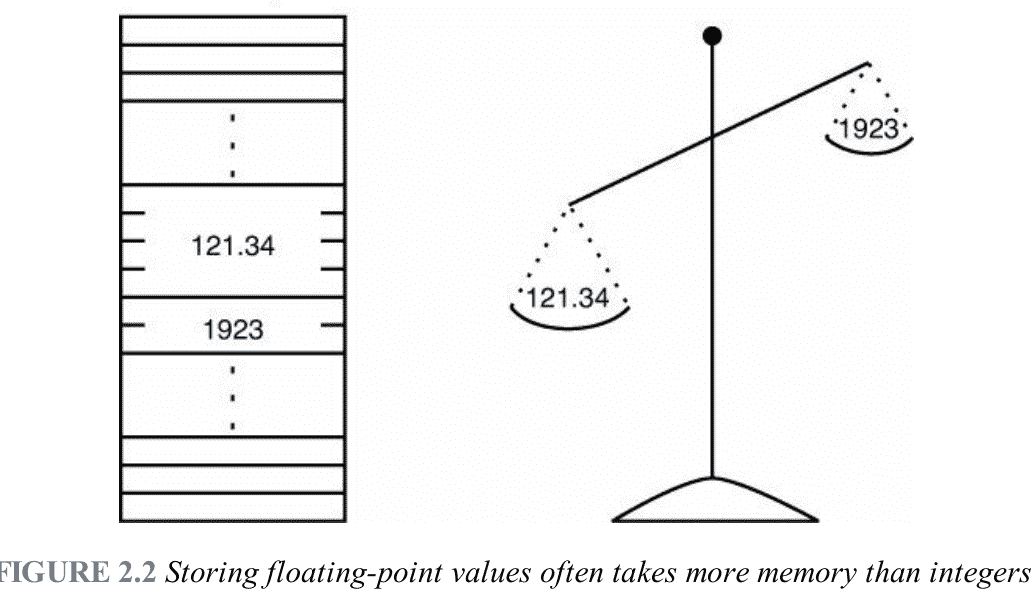 121.34
1923
1923
121.34
FIGURE 2.2 Storing floating-point values often takes more memory than integers